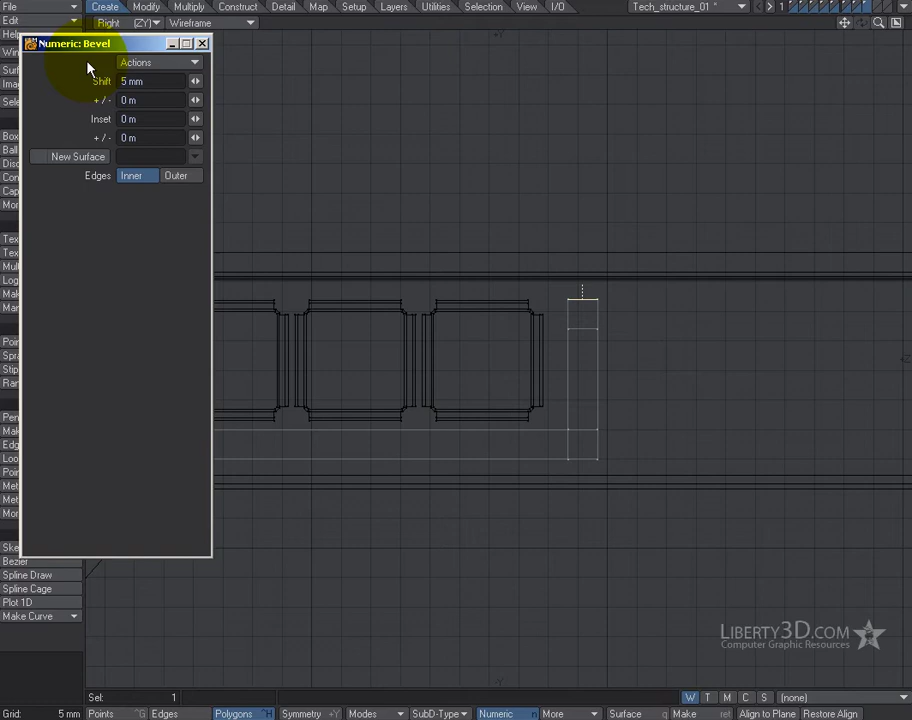 File Create Modify Multiply Construct Detail Map Setup Layers Utilities Selection View I/O Tech_structure_01 *
Edit Right (ZY) Wireframe
Help
Numeric: Bevel
Actions
Shift 5 mm
+ / - 0 m
Inset 0 m
+ / - 0 m
New Surface
Edges Inner Outer
Bezier
Spline Draw
Spline Cage
Plot 1D
Make Curve
LIBERTY3D.COM
Computer Graphic Resources
Sel: 1 W T M C S (none)
Grid: 5 mm Points ^G Edges Polygons ^H Symmetry +Y Modes SubD-Type Numeric n More Surface q Make ret Align to Plane Restore Align